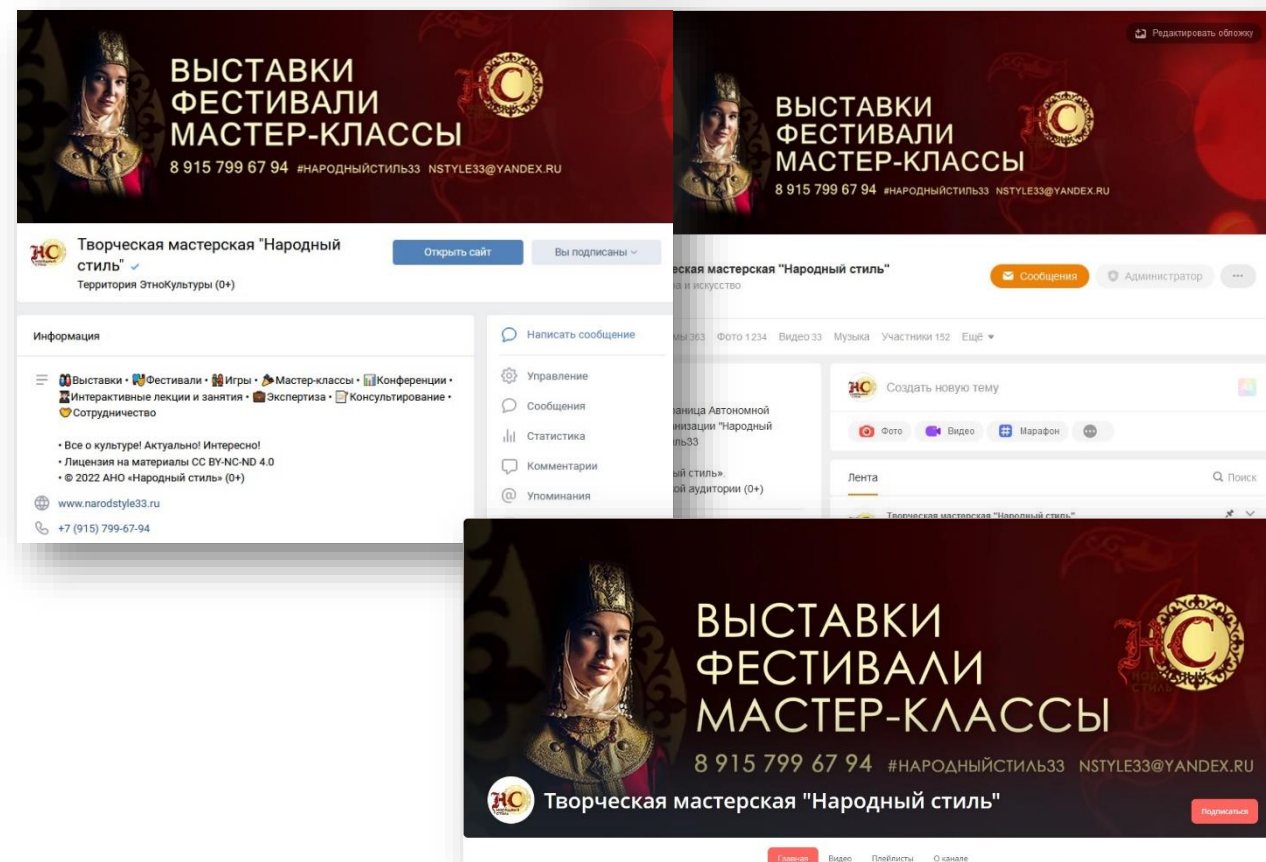 ВЫСТАВКИ
ФЕСТИВАЛИ
МАСТЕР-КЛАССЫ
8 915 799 67 94 #НАРОДНЫЙСТИЛЬ33 NSTYLE33@YANDEX.RU
Творческая мастерская "Народный
стиль"
Территория ЭтноКультуры (0+)
Открыть сайт
Вы подписаны
Информация
Выставки • Фестивали • Игры • Мастер-классы • Конференции •
Интерактивные лекции и занятия • Экспертиза • Консультирование •
Сотрудничество
• Все о культуре! Актуально! Интересно!
• Лицензия на материалы CC BY-NC-ND 4.0
• © 2022 АНО «Народный стиль» (0+)
www.narodstyle33.ru
+7 (915) 799-67-94
Написать сообщение
Управление
Сообщения
Статистика
Комментарии
Упоминания
Редактировать обложку
ВЫСТАВКИ
ФЕСТИВАЛИ
МАСТЕР-КЛАССЫ
8 915 799 67 94 #НАРОДНЫЙСТИЛЬ33 NSTYLE33@YANDEX.RU
еская мастерская "Народный стиль"
а и искусство
Сообщения
Администратор
мы 363 Фото 1234 Видео 33 Музыка Участники 152 Ещё
аница Автономной
низации "Народный
ль33
ый стиль».
ой аудитории (0+)
Создать новую тему
Фото Видео Марафон
Лента
Поиск
Творческая мастерская "Народный стиль"
ВЫСТАВКИ
ФЕСТИВАЛИ
МАСТЕР-КЛАССЫ
8 915 799 67 94 #НАРОДНЫЙСТИЛЬ33 NSTYLE33@YANDEX.RU
НС
НАРОДНЫЙ
СТИЛЬ
Творческая мастерская "Народный стиль"
Подписаться
Главная Видео Плейлисты О канале